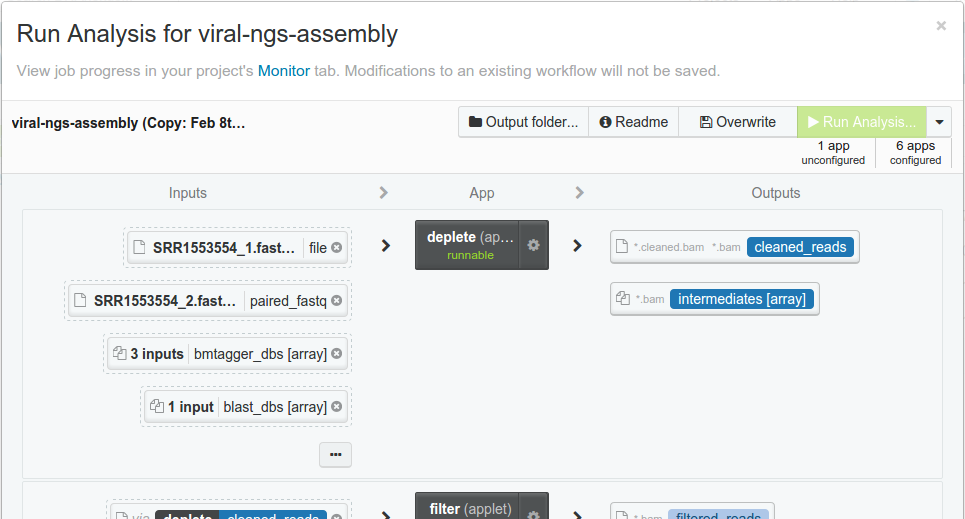 Run Analysis for viral-ngs-assembly
×
View job progress in your project's Monitor tab. Modifications to an existing workflow will not be saved.
viral-ngs-assembly (Copy: Feb 8t...
Output folder...
Readme
Overwrite
Run Analysis...
1 app
unconfigured
6 apps
configured
Inputs
App
Outputs
SRR1553554_1.fast... file
deplete (ap...
runnable
*.cleaned.bam *.bam cleaned_reads
SRR1553554_2.fast... paired_fastq
*.bam intermediates [array]
3 inputs bmtagger_dbs [array]
1 input blast_dbs [array]
...
via deplete cleaned_reads
filter (applet)
*.bam filtered_reads